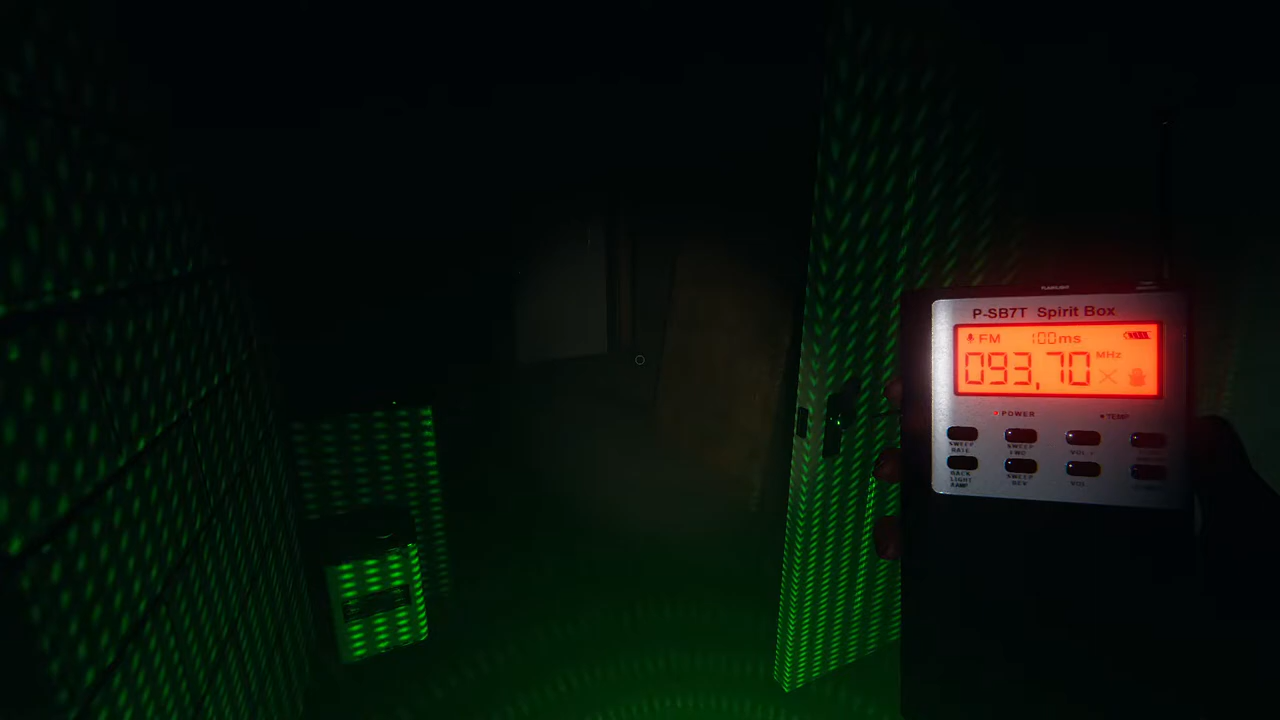 P-SB7T Spirit Box
FM 100ms
093,70 MHz
POWER
TEMP
SWEEP RATE
SWEEP FWD
VOL
BACK LIGHT
SWEEP REV
VOL